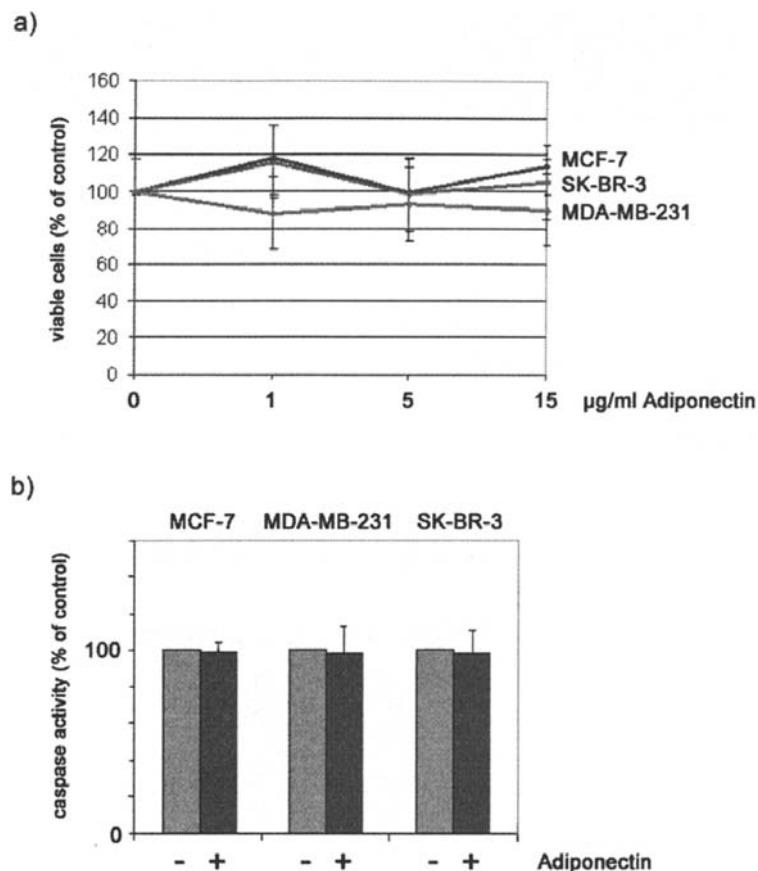 a)
viable cells (% of control)
160
140
120
100
80
60
40
20
0
MCF-7
SK-BR-3
MDA-MB-231
0 1 5 15 µg/ml Adiponectin
b)
MCF-7 MDA-MB-231 SK-BR-3
caspase activity (% of control)
100
0
- + - + - + Adiponectin